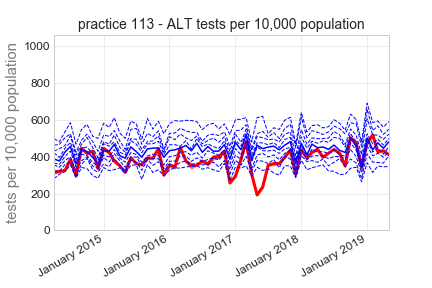 practice 113 - ALT tests per 10,000 population
tests per 10,000 population
1000
800
600
400
200
0
January 2015
January 2016
January 2017
January 2018
January 2019